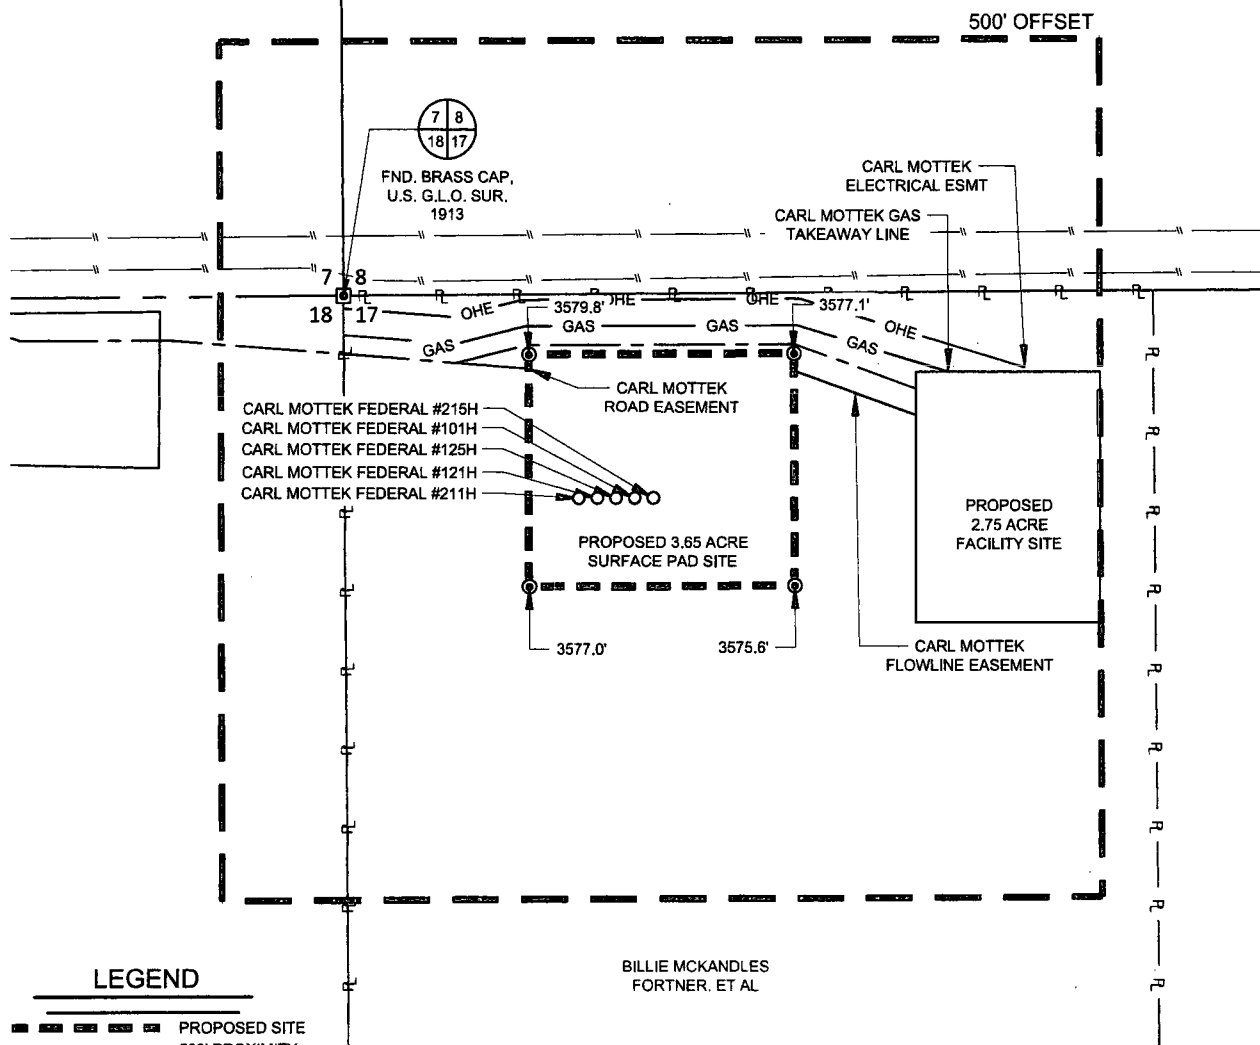 500' OFFSET
7 8
18 17
FND. BRASS CAP,
U.S. G.L.O. SUR.
1913
CARL MOTTEK
ELECTRICAL ESMT
CARL MOTTEK GAS
TAKEAWAY LINE
7 8
18 17
OHE
3579.8'
OHE
OHE
3577.1'
OHE
GAS
GAS
GAS
GAS
CARL MOTTEK
ROAD EASEMENT
CARL MOTTEK FEDERAL #215H
CARL MOTTEK FEDERAL #101H
CARL MOTTEK FEDERAL #125H
CARL MOTTEK FEDERAL #121H
CARL MOTTEK FEDERAL #211H
PROPOSED
2.75 ACRE
FACILITY SITE
PROPOSED 3.65 ACRE
SURFACE PAD SITE
3577.0'
3575.6'
CARL MOTTEK
FLOWLINE EASEMENT
BILLIE MCKANDLES
FORTNER. ET AL
LEGEND
PROPOSED SITE